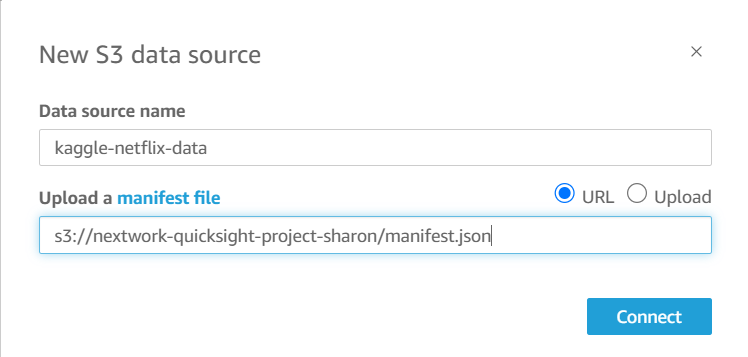 New S3 data source ×
Data source name
kaggle-netflix-data
Upload a manifest file URL Upload
s3://nextwork-quicksight-project-sharon/manifest.json
Connect